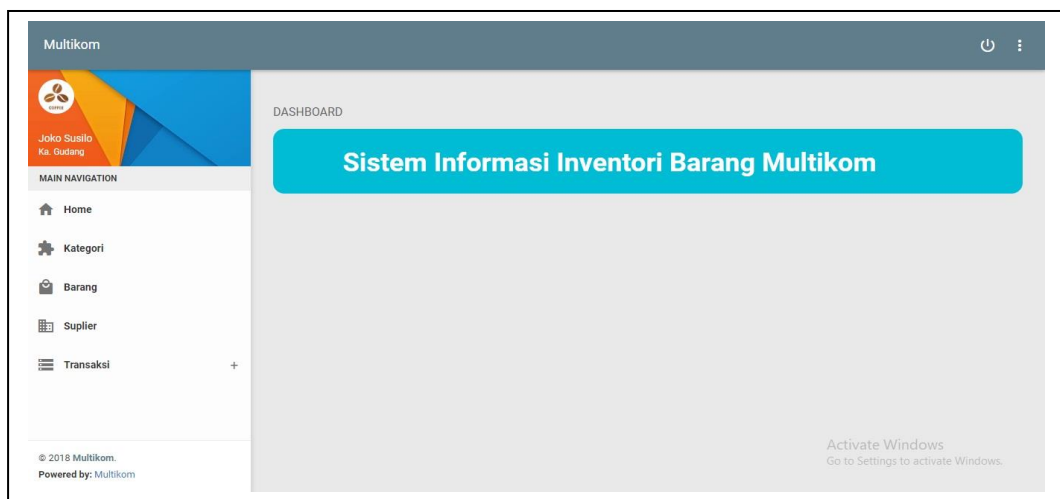 Multikom
COFFEE
Joko Susilo
Ka. Gudang
MAIN NAVIGATION
Home
Kategori
Barang
Suplier
Transaksi +
© 2018 Multikom.
Powered by: Multikom
DASHBOARD
Sistem Informasi Inventori Barang Multikom
Activate Windows
Go to Settings to activate Windows.